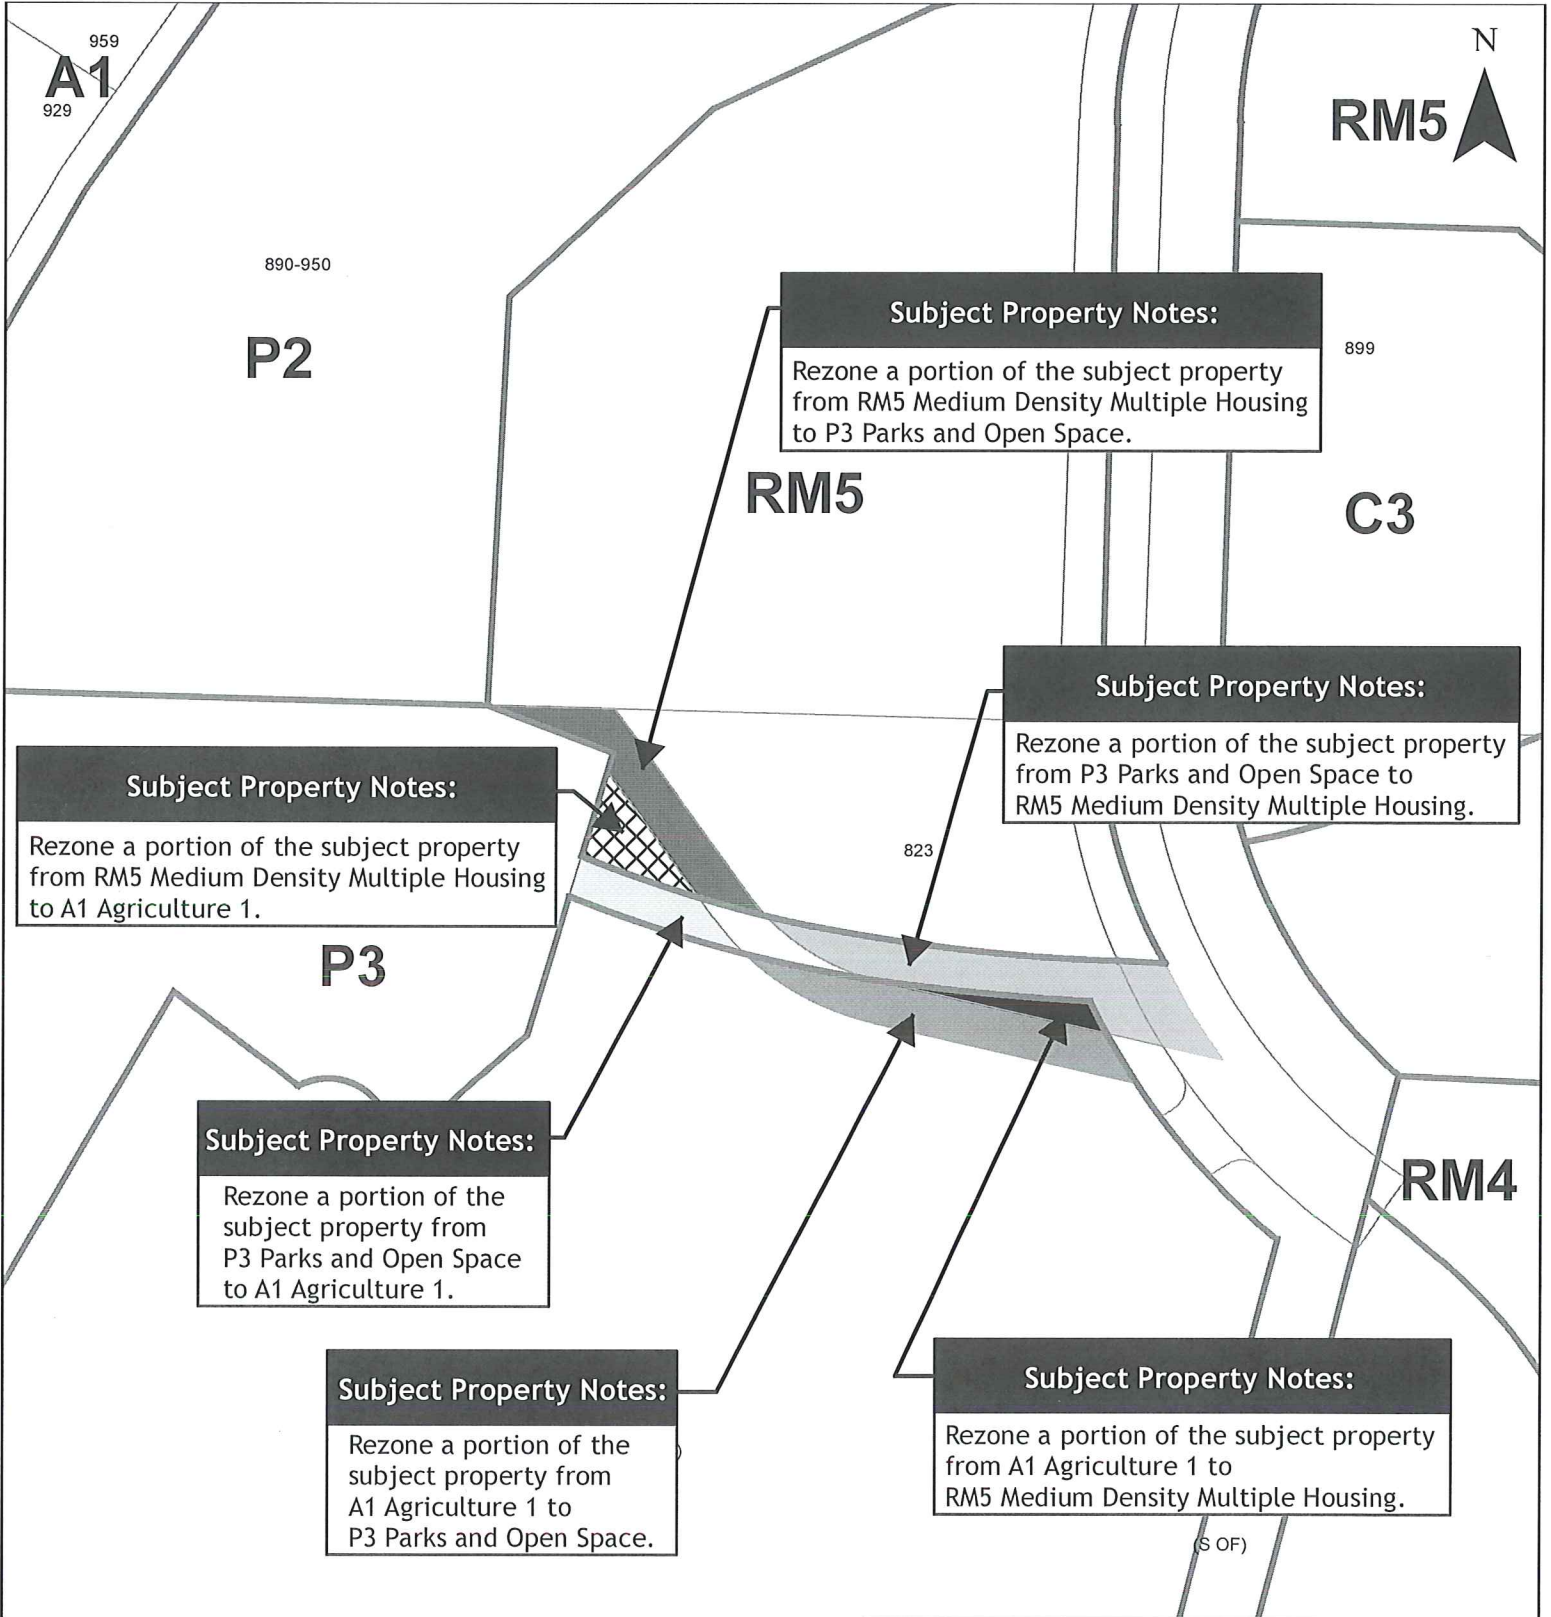 959
A1
929
N
RM5
890-950
P2
Subject Property Notes:
Rezone a portion of the subject property
from RM5 Medium Density Multiple Housing
to P3 Parks and Open Space.
899
RM5
C3
Subject Property Notes:
Rezone a portion of the subject property
from P3 Parks and Open Space to
RM5 Medium Density Multiple Housing.
Subject Property Notes:
Rezone a portion of the subject property
from RM5 Medium Density Multiple Housing
to A1 Agriculture 1.
823
P3
Subject Property Notes:
Rezone a portion of the
subject property from
P3 Parks and Open Space
to A1 Agriculture 1.
RM4
Subject Property Notes:
Rezone a portion of the
subject property from
A1 Agriculture 1 to
P3 Parks and Open Space.
Subject Property Notes:
Rezone a portion of the subject property
from A1 Agriculture 1 to
RM5 Medium Density Multiple Housing.
(S OF)